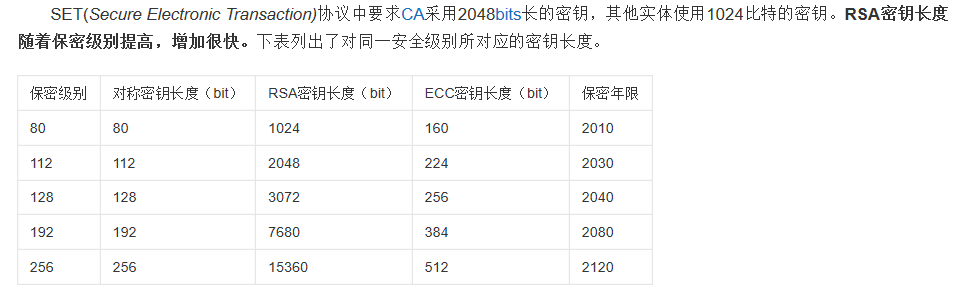 SET(Secure Electronic Transaction)协议中要求CA采用2048bits长的密钥，其他实体使用1024比特的密钥。RSA密钥长度
随着保密级别提高，增加很快。下表列出了对同一安全级别所对应的密钥长度。
保密级别 对称密钥长度（bit） RSA密钥长度（bit） ECC密钥长度（bit） 保密年限
80 80 1024 160 2010
112 112 2048 224 2030
128 128 3072 256 2040
192 192 7680 384 2080
256 256 15360 512 2120